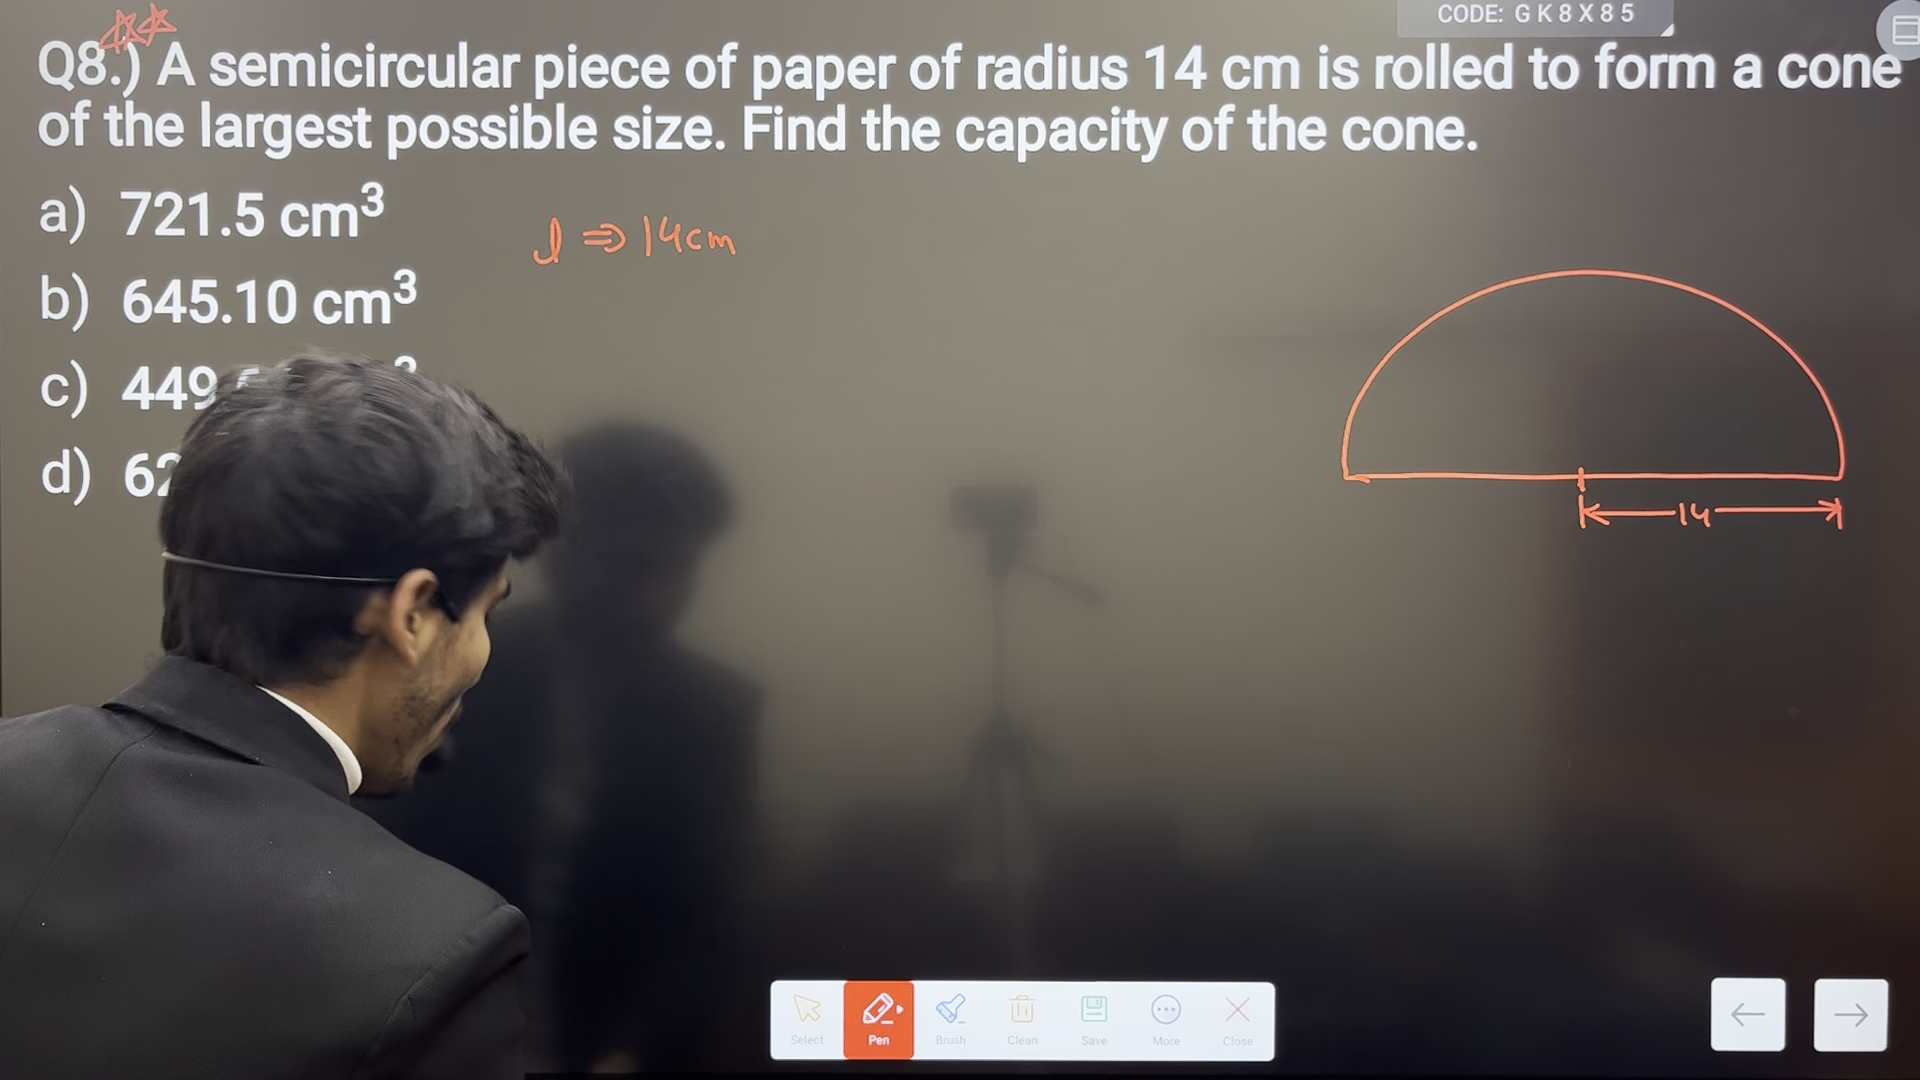 CODE: GK8X85
Q8.) A semicircular piece of paper of radius 14 cm is rolled to form a cone
of the largest possible size. Find the capacity of the cone.
a) 721.5 cm³
l ⇒ 14cm
b) 645.10 cm³
c) 449
d) 62
14
Select Pen Brush Clean Save More Close